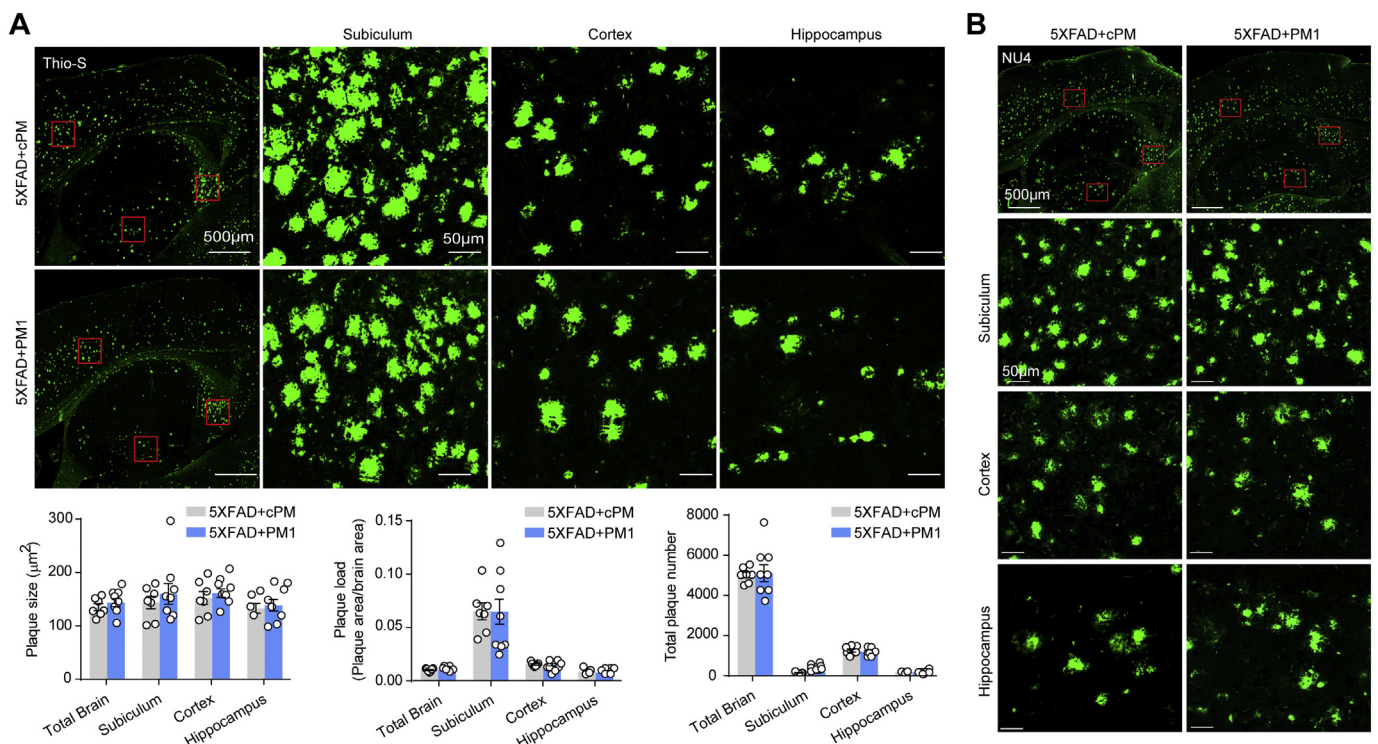 A
Subiculum
Cortex
Hippocampus
Thio-S
5XFAD+cPM
500μm
50μm
5XFAD+PM1
300
200
100
0
Plaque size (μm²)
5XFAD+cPM
5XFAD+PM1
Total Brain
Subiculum
Cortex
Hippocampus
0.15
0.10
0.05
0.00
Plaque load
(Plaque area/brain area)
5XFAD+cPM
5XFAD+PM1
Total Brain
Subiculum
Cortex
Hippocampus
8000
6000
4000
2000
0
Total plaque number
5XFAD+cPM
5XFAD+PM1
Total Brian
Subiculum
Cortex
Hippocampus
B
5XFAD+cPM
5XFAD+PM1
NU4
500μm
Subiculum
50μm
Cortex
Hippocampus